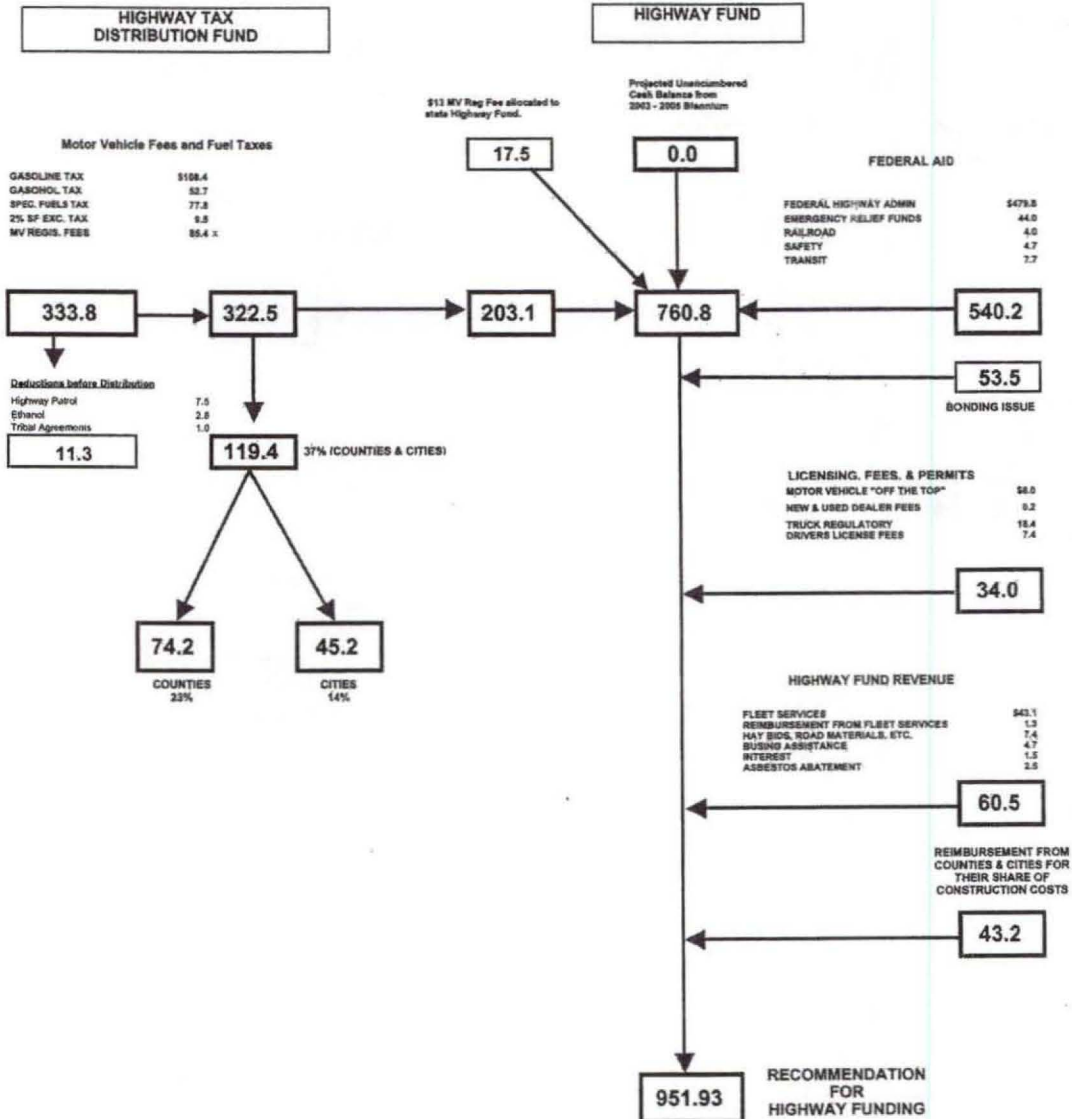 HIGHWAY TAX
DISTRIBUTION FUND
HIGHWAY FUND
$13 MV Reg Fee allocated to
state Highway Fund.
Projected Unencumbered
Cash Balance from
2003 - 2005 Biennium
17.5
0.0
Motor Vehicle Fees and Fuel Taxes
GASOLINE TAX $108.4
GASOHOL TAX 52.7
SPEC. FUELS TAX 77.8
2% SF EXC. TAX 9.5
MV REGIS. FEES 85.4 x
FEDERAL AID
FEDERAL HIGHWAY ADMIN $479.8
EMERGENCY RELIEF FUNDS 44.0
RAILROAD 4.0
SAFETY 4.7
TRANSIT 7.7
333.8
322.5
203.1
760.8
540.2
Deductions before Distribution
Highway Patrol 7.5
Ethanol 2.8
Tribal Agreements 1.0
11.3
119.4
37% (COUNTIES & CITIES)
53.5
BONDING ISSUE
LICENSING, FEES, & PERMITS
MOTOR VEHICLE "OFF THE TOP" $8.0
NEW & USED DEALER FEES 0.2
TRUCK REGULATORY 18.4
DRIVERS LICENSE FEES 7.4
34.0
74.2
COUNTIES
23%
45.2
CITIES
14%
HIGHWAY FUND REVENUE
FLEET SERVICES $43.1
REIMBURSEMENT FROM FLEET SERVICES 1.3
HAY BIDS, ROAD MATERIALS, ETC. 7.4
BUSING ASSISTANCE 4.7
INTEREST 1.5
ASBESTOS ABATEMENT 2.5
60.5
REIMBURSEMENT FROM
COUNTIES & CITIES FOR
THEIR SHARE OF
CONSTRUCTION COSTS
43.2
951.93
RECOMMENDATION
FOR
HIGHWAY FUNDING